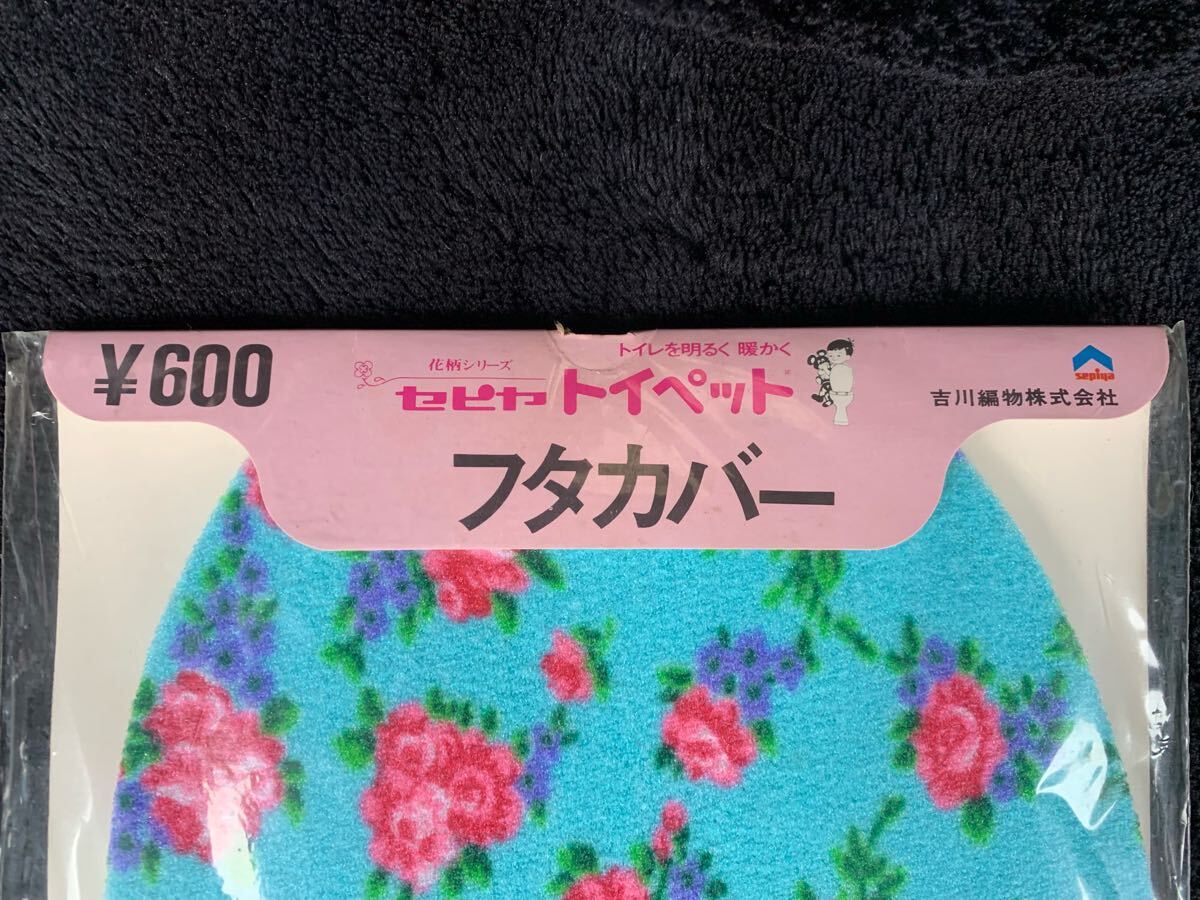 ¥600
花柄シリーズ
トイレを明るく 暖かく
セピヤ トイペット
フタカバー
sepiya
吉川編物株式会社